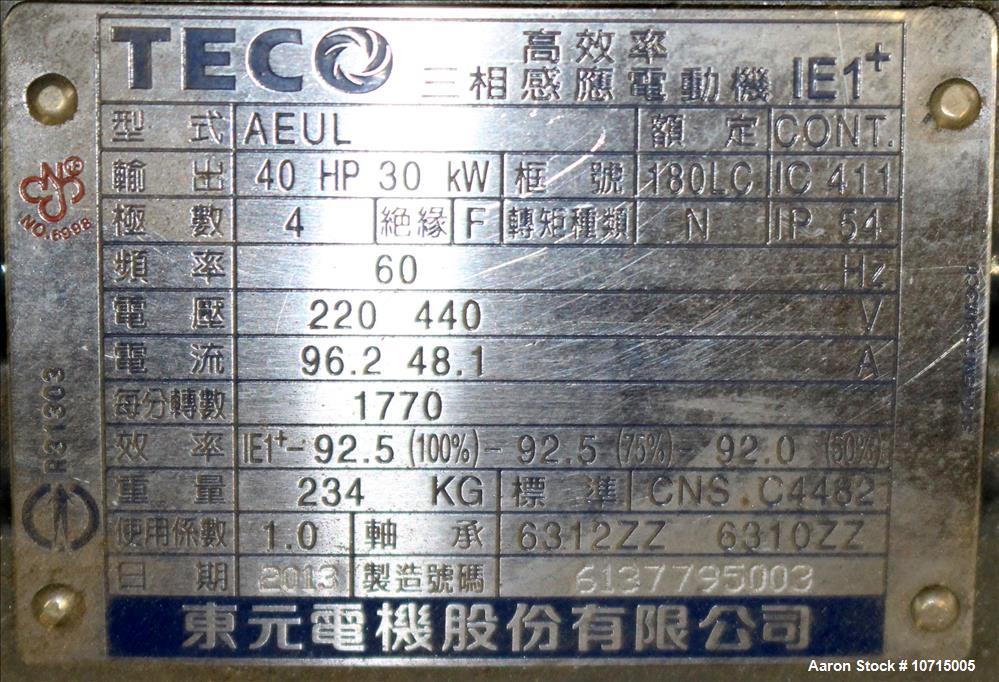 TECO 高效率
三相感應電動機 IE1+
型式 AEUL 額定 CONT.
輸出 40 HP 30 kW 框號 180LC IC 411
極數 4 絕緣 F 轉矩種類 N IP 54
頻率 60 Hz
電壓 220 440 V
電流 96.2 48.1 A
每分轉數 1770
效率 IE1+-92.5 (100%)-92.5 (75%)-92.0 (50%)
重量 234 KG 標準 CNS C4482
使用係數 1.0 軸承 6312ZZ 6310ZZ
日期 2013 製造號碼 6137795003
東元電機股份有限公司
NO.6998
R31303
Aaron Stock # 10715005